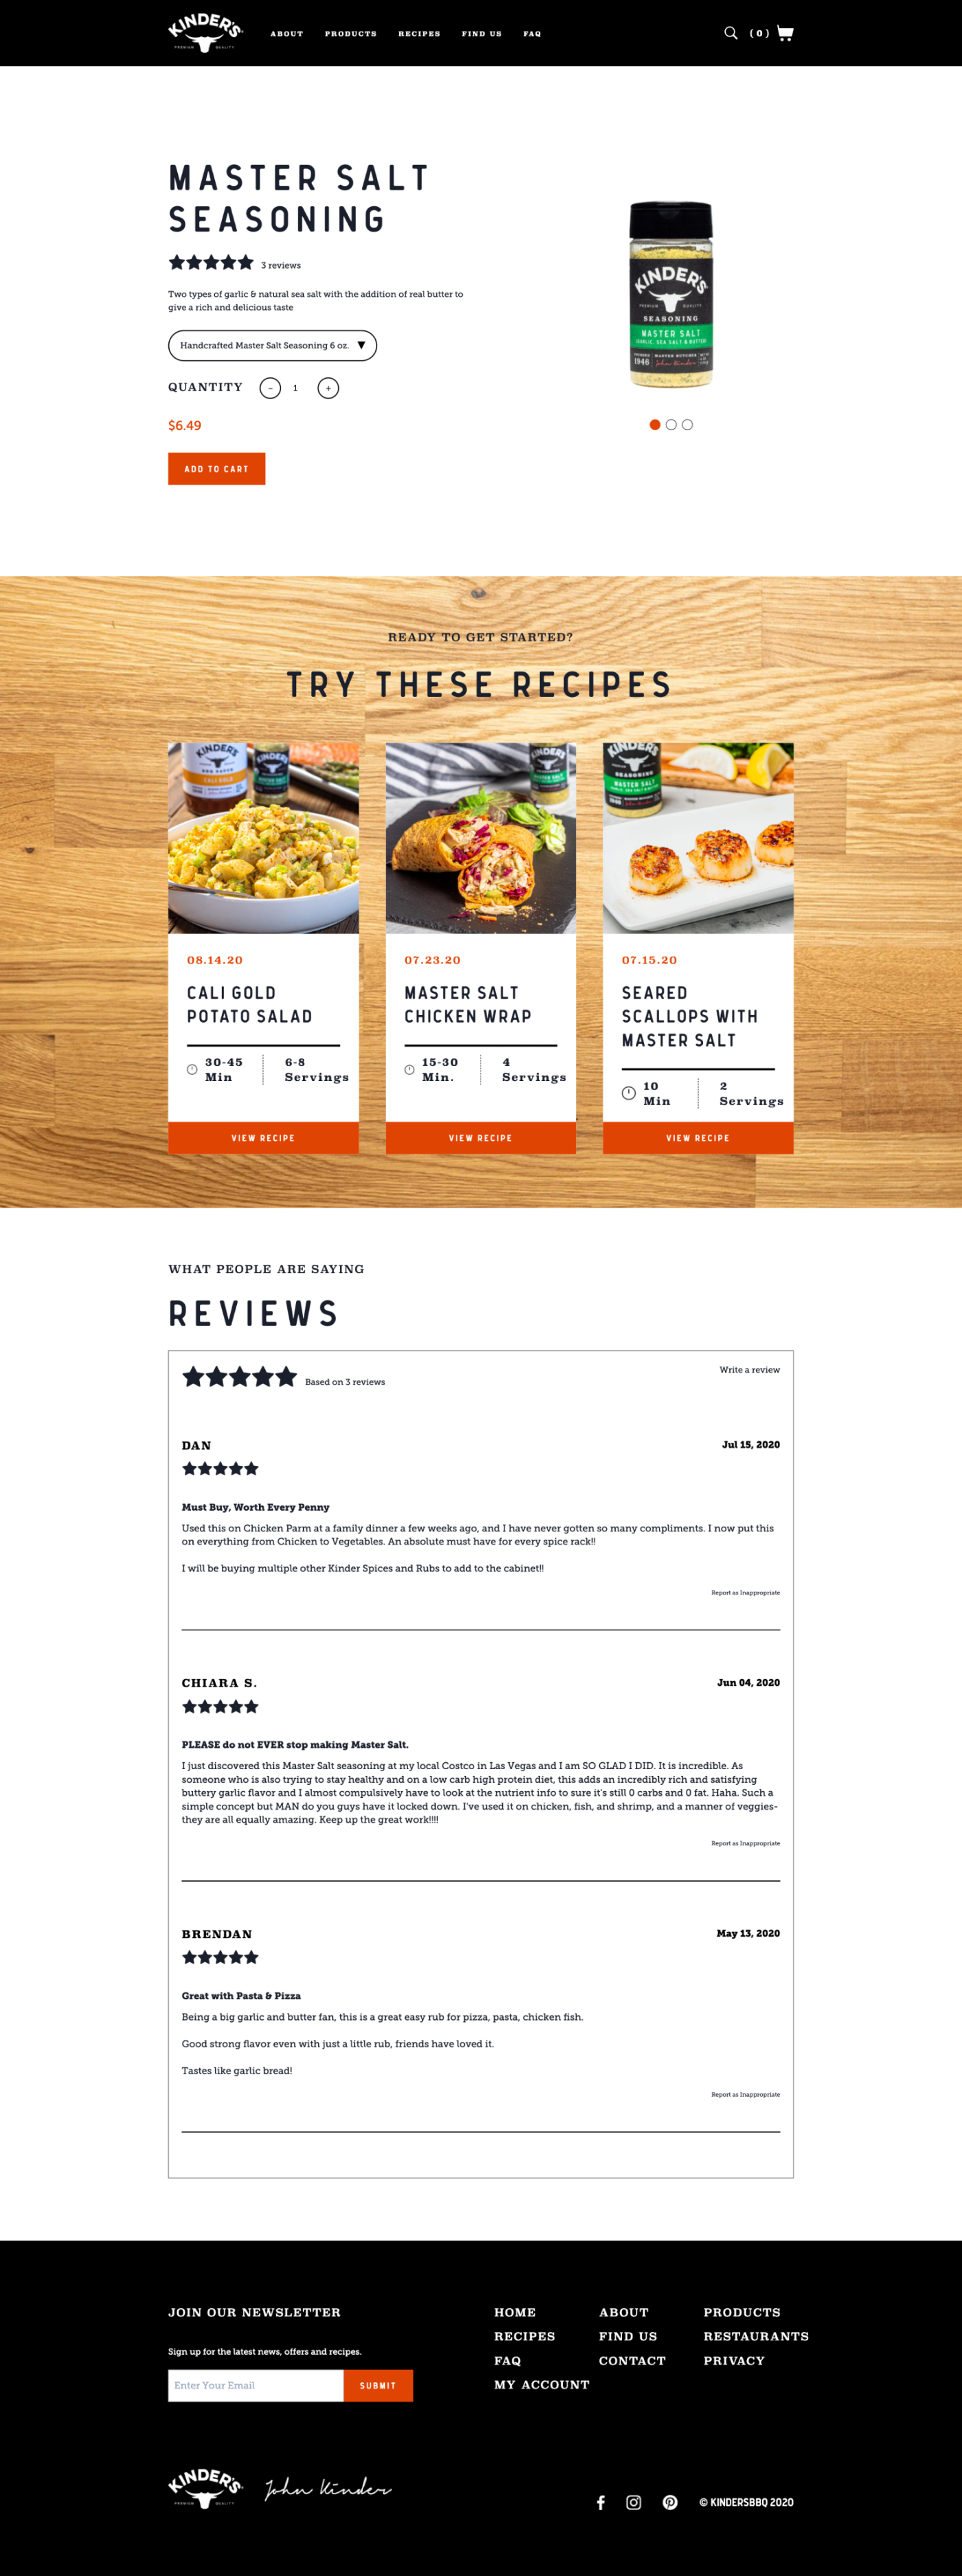 KINDER'S
PREMIUM QUALITY
ABOUT PRODUCTS RECIPES FIND US FAQ
( 0 )
MASTER SALT
SEASONING
3 reviews
Two types of garlic & natural sea salt with the addition of real butter to
give a rich and delicious taste
Handcrafted Master Salt Seasoning 6 oz. ▼
QUANTITY - 1 +
$6.49
ADD TO CART
KINDER'S
PREMIUM QUALITY
SEASONING
MASTER SALT
GARLIC, SEA SALT & BUTTER
1946
MASTER BUTCHER
READY TO GET STARTED?
TRY THESE RECIPES
KINDER'S
CALI GOLD
KINDER'S
MASTER SALT
KINDER'S
MASTER SALT
KINDER'S
SEASONING
MASTER SALT
08.14.20
CALI GOLD
POTATO SALAD
30-45
Min
6-8
Servings
VIEW RECIPE
07.23.20
MASTER SALT
CHICKEN WRAP
15-30
Min.
4
Servings
VIEW RECIPE
07.15.20
SEARED
SCALLOPS WITH
MASTER SALT
10
Min
2
Servings
VIEW RECIPE
WHAT PEOPLE ARE SAYING
REVIEWS
Based on 3 reviews
Write a review
DAN
Jul 15, 2020
Must Buy, Worth Every Penny
Used this on Chicken Parm at a family dinner a few weeks ago, and I have never gotten so many compliments. I now put this
on everything from Chicken to Vegetables. An absolute must have for every spice rack!!
I will be buying multiple other Kinder Spices and Rubs to add to the cabinet!!
Report as Inappropriate
CHIARA S.
Jun 04, 2020
PLEASE do not EVER stop making Master Salt.
I just discovered this Master Salt seasoning at my local Costco in Las Vegas and I am SO GLAD I DID. It is incredible. As
someone who is also trying to stay healthy and on a low carb high protein diet, this adds an incredibly rich and satisfying
buttery garlic flavor and I almost compulsively have to look at the nutrient info to sure it's still 0 carbs and 0 fat. Haha. Such a
simple concept but MAN do you guys have it locked down. I've used it on chicken, fish, and shrimp, and a manner of veggies-
they are all equally amazing. Keep up the great work!!!!
Report as Inappropriate
BRENDAN
May 13, 2020
Great with Pasta & Pizza
Being a big garlic and butter fan, this is a great easy rub for pizza, pasta, chicken fish.
Good strong flavor even with just a little rub, friends have loved it.
Tastes like garlic bread!
Report as Inappropriate
JOIN OUR NEWSLETTER
Sign up for the latest news, offers and recipes.
Enter Your Email
SUBMIT
HOME ABOUT PRODUCTS
RECIPES FIND US RESTAURANTS
FAQ CONTACT PRIVACY
MY ACCOUNT
KINDER'S
PREMIUM QUALITY
John Kinder
© KINDERSBBQ 2020